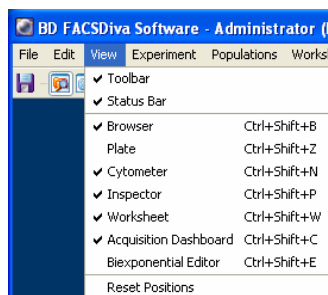 BD FACSDiva Software - Administrator (
File Edit View Experiment Populations Works
Toolbar
Status Bar
Browser Ctrl+Shift+B
Plate Ctrl+Shift+Z
Cytometer Ctrl+Shift+N
Inspector Ctrl+Shift+P
Worksheet Ctrl+Shift+W
Acquisition Dashboard Ctrl+Shift+C
Biexponential Editor Ctrl+Shift+E
Reset Positions